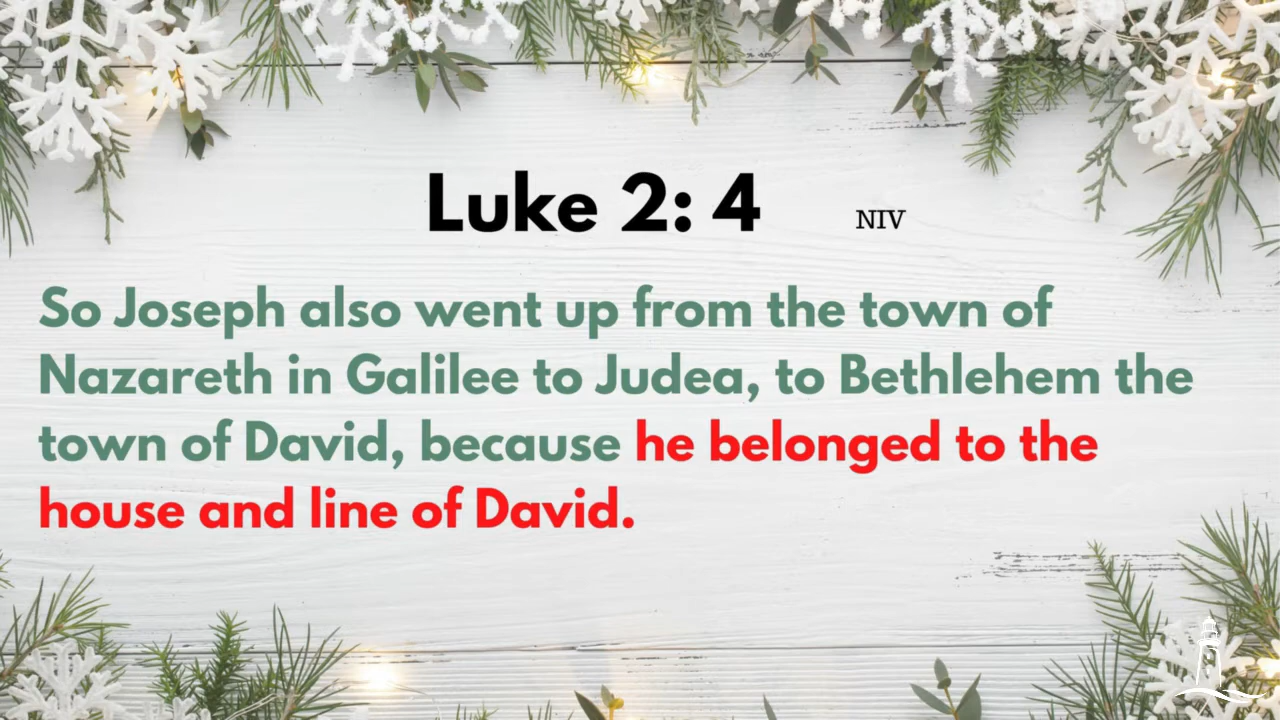 Luke 2: 4 NIV
So Joseph also went up from the town of
Nazareth in Galilee to Judea, to Bethlehem the
town of David, because he belonged to the
house and line of David.